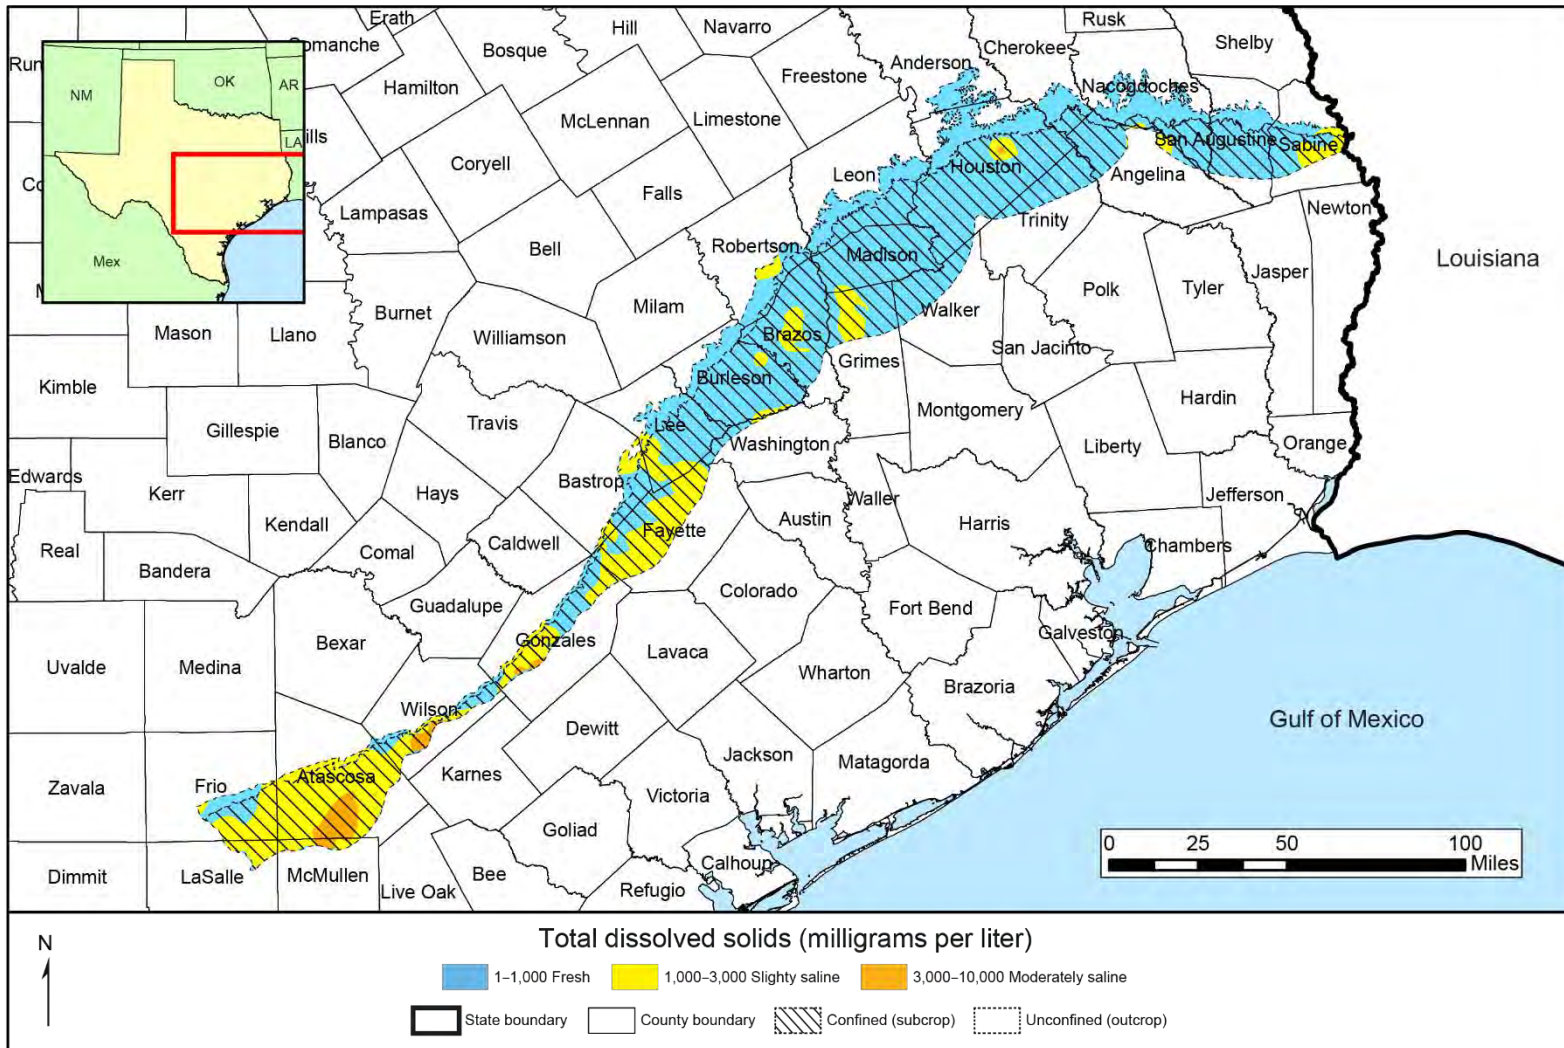 Erath
Hill
Navarro
Rusk
Comanche
Bosque
Cherokee
Shelby
Run
Anderson
Freestone
Hamilton
Nacogdoches
NM
OK
AR
McLennan
Limestone
LA
ills
San Augustine
Sabine
Coryell
Houston
Leon
Angelina
Co
Falls
Lampasas
Newton
Trinity
Robertson
Bell
Madison
Louisiana
Mex
M
Jasper
Polk
Tyler
Milam
Burnet
Walker
Mason
Llano
Williamson
Brazos
San Jacinto
Grimes
Kimble
Burleson
Hardin
Montgomery
Travis
Gillespie
Lee
Blanco
Washington
Liberty
Orange
Edwards
Bastrop
Kerr
Hays
Waller
Jefferson
Kendall
Austin
Harris
Fayette
Caldwell
Chambers
Real
Comal
Bandera
Colorado
Guadalupe
Fort Bend
Galveston
Bexar
Gonzales
Lavaca
Uvalde
Medina
Wharton
Brazoria
Wilson
Gulf of Mexico
Dewitt
Jackson
Matagorda
Karnes
Atascosa
Zavala
Frio
Victoria
Goliad
0 25 50 100
Miles
Calhoun
Bee
Dimmit
LaSalle
McMullen
Live Oak
Refugio
N
Total dissolved solids (milligrams per liter)
1–1,000 Fresh
1,000–3,000 Slighty saline
3,000–10,000 Moderately saline
State boundary
County boundary
Confined (subcrop)
Unconfined (outcrop)